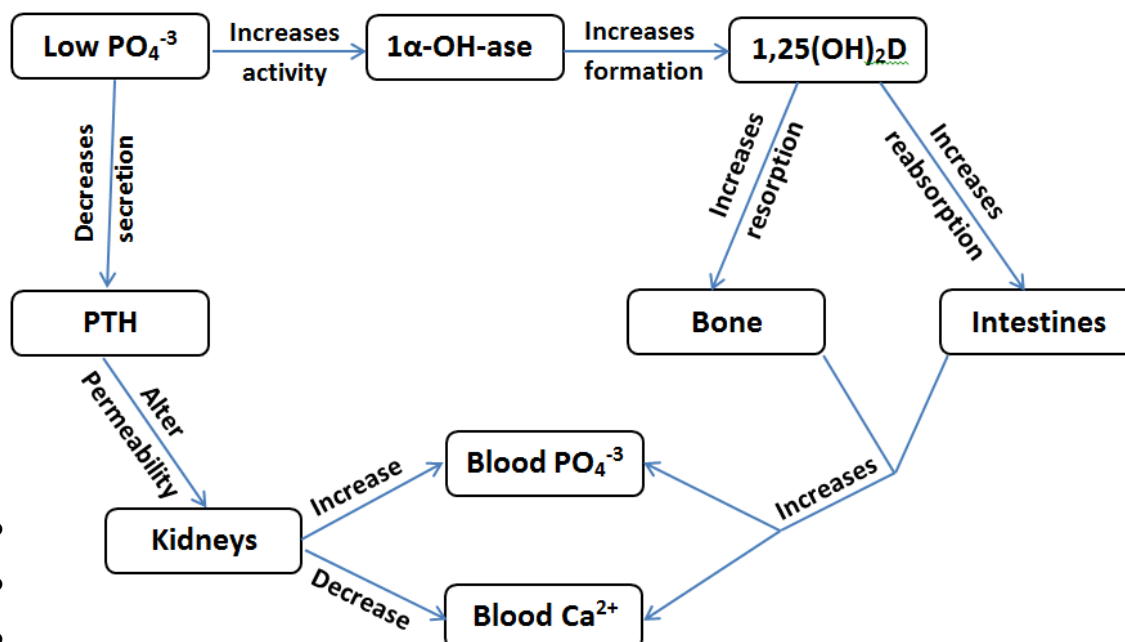 Low PO₄⁻³
Increases
activity
1α-OH-ase
Increases
formation
1,25(OH)₂D
Decreases
secretion
Increases
resorption
Increases
reabsorption
PTH
Bone
Intestines
Alter
Permeability
Kidneys
Increase
Blood PO₄⁻³
Increases
Decrease
Blood Ca²⁺